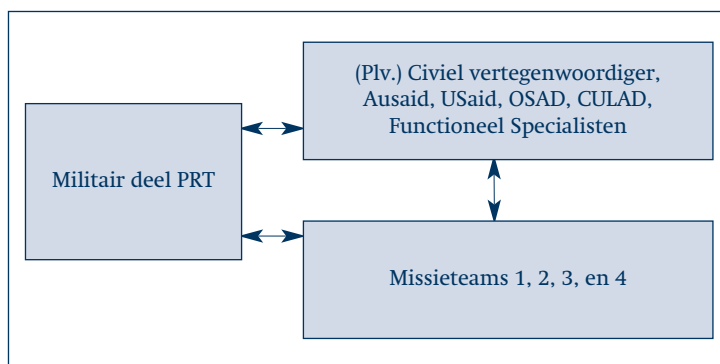 (Plv.) Civiel vertegenwoordiger,
Ausaid, USaid, OSAD, CULAD,
Functioneel Specialisten
Militair deel PRT
Missieteams 1, 2, 3, en 4